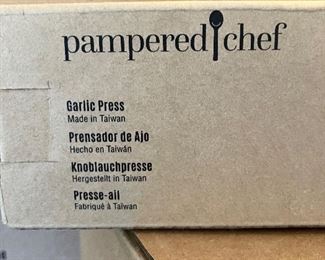 pampered chef
Garlic Press
Made in Taiwan
Prensador de Ajo
Hecho en Taiwán
Knoblauchpresse
Hergestellt in Taiwan
Presse-ail
Fabriqué à Taiwan